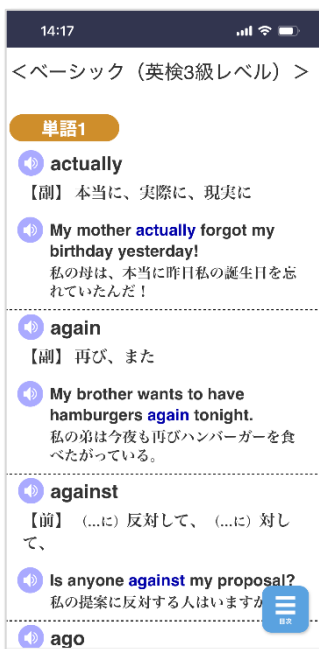 14:17
＜ベーシック（英検3級レベル）＞
単語1
actually
【副】 本当に、実際に、現実に
My mother actually forgot my
birthday yesterday!
私の母は、本当に昨日私の誕生日を忘
れていたんだ！
again
【副】 再び、また
My brother wants to have
hamburgers again tonight.
私の弟は今夜も再びハンバーガーを食
べたがっている。
against
【前】 （...に）反対して、（...に）対し
て、
Is anyone against my proposal?
私の提案に反対する人はいます
目次
ago